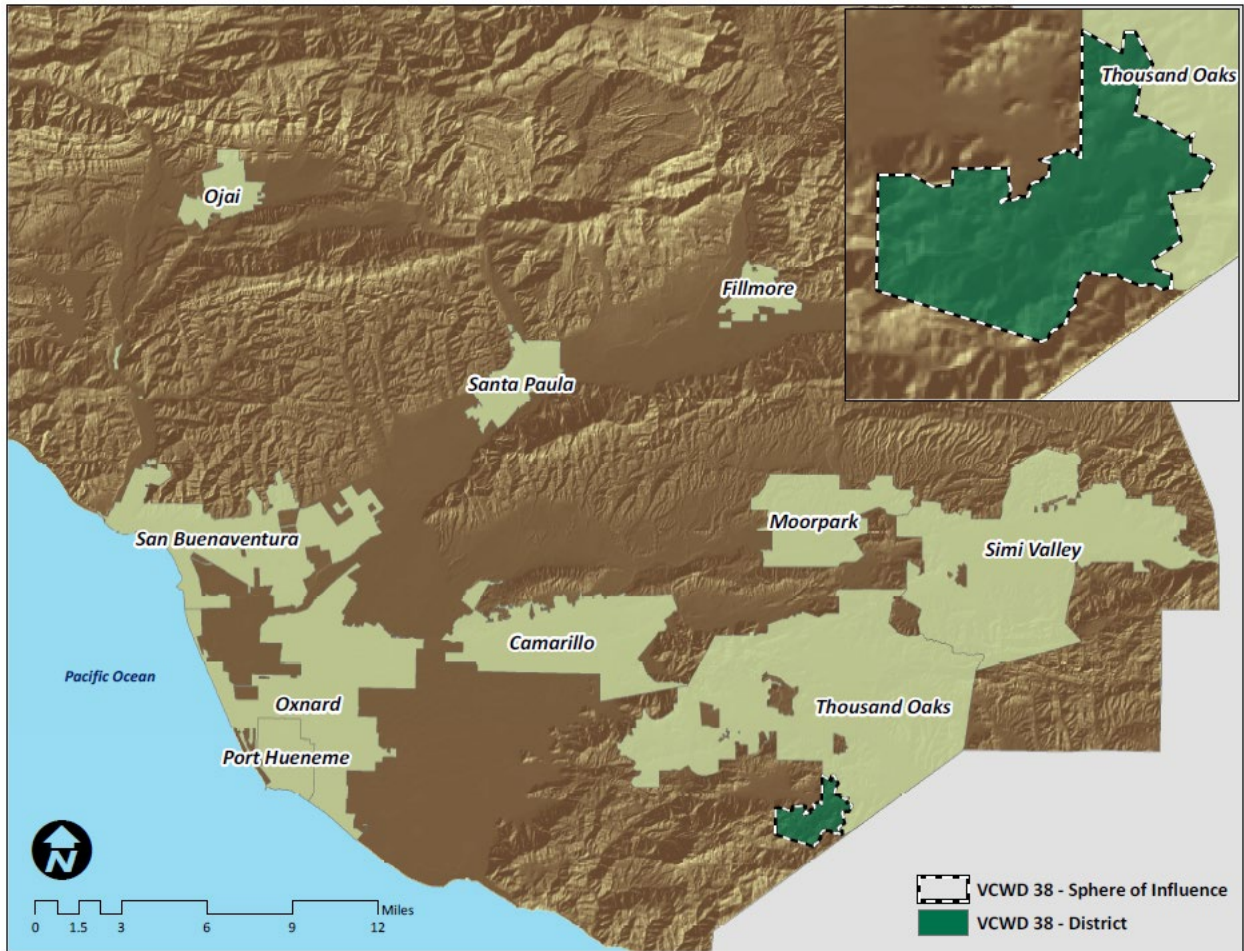 Thousand Oaks
Ojai
Fillmore
Santa Paula
San Buenaventura
Moorpark
Simi Valley
Camarillo
Pacific Ocean
Oxnard
Thousand Oaks
Port Hueneme
N
Miles
0 1.5 3 6 9 12
VCWD 38 - Sphere of Influence
VCWD 38 - District